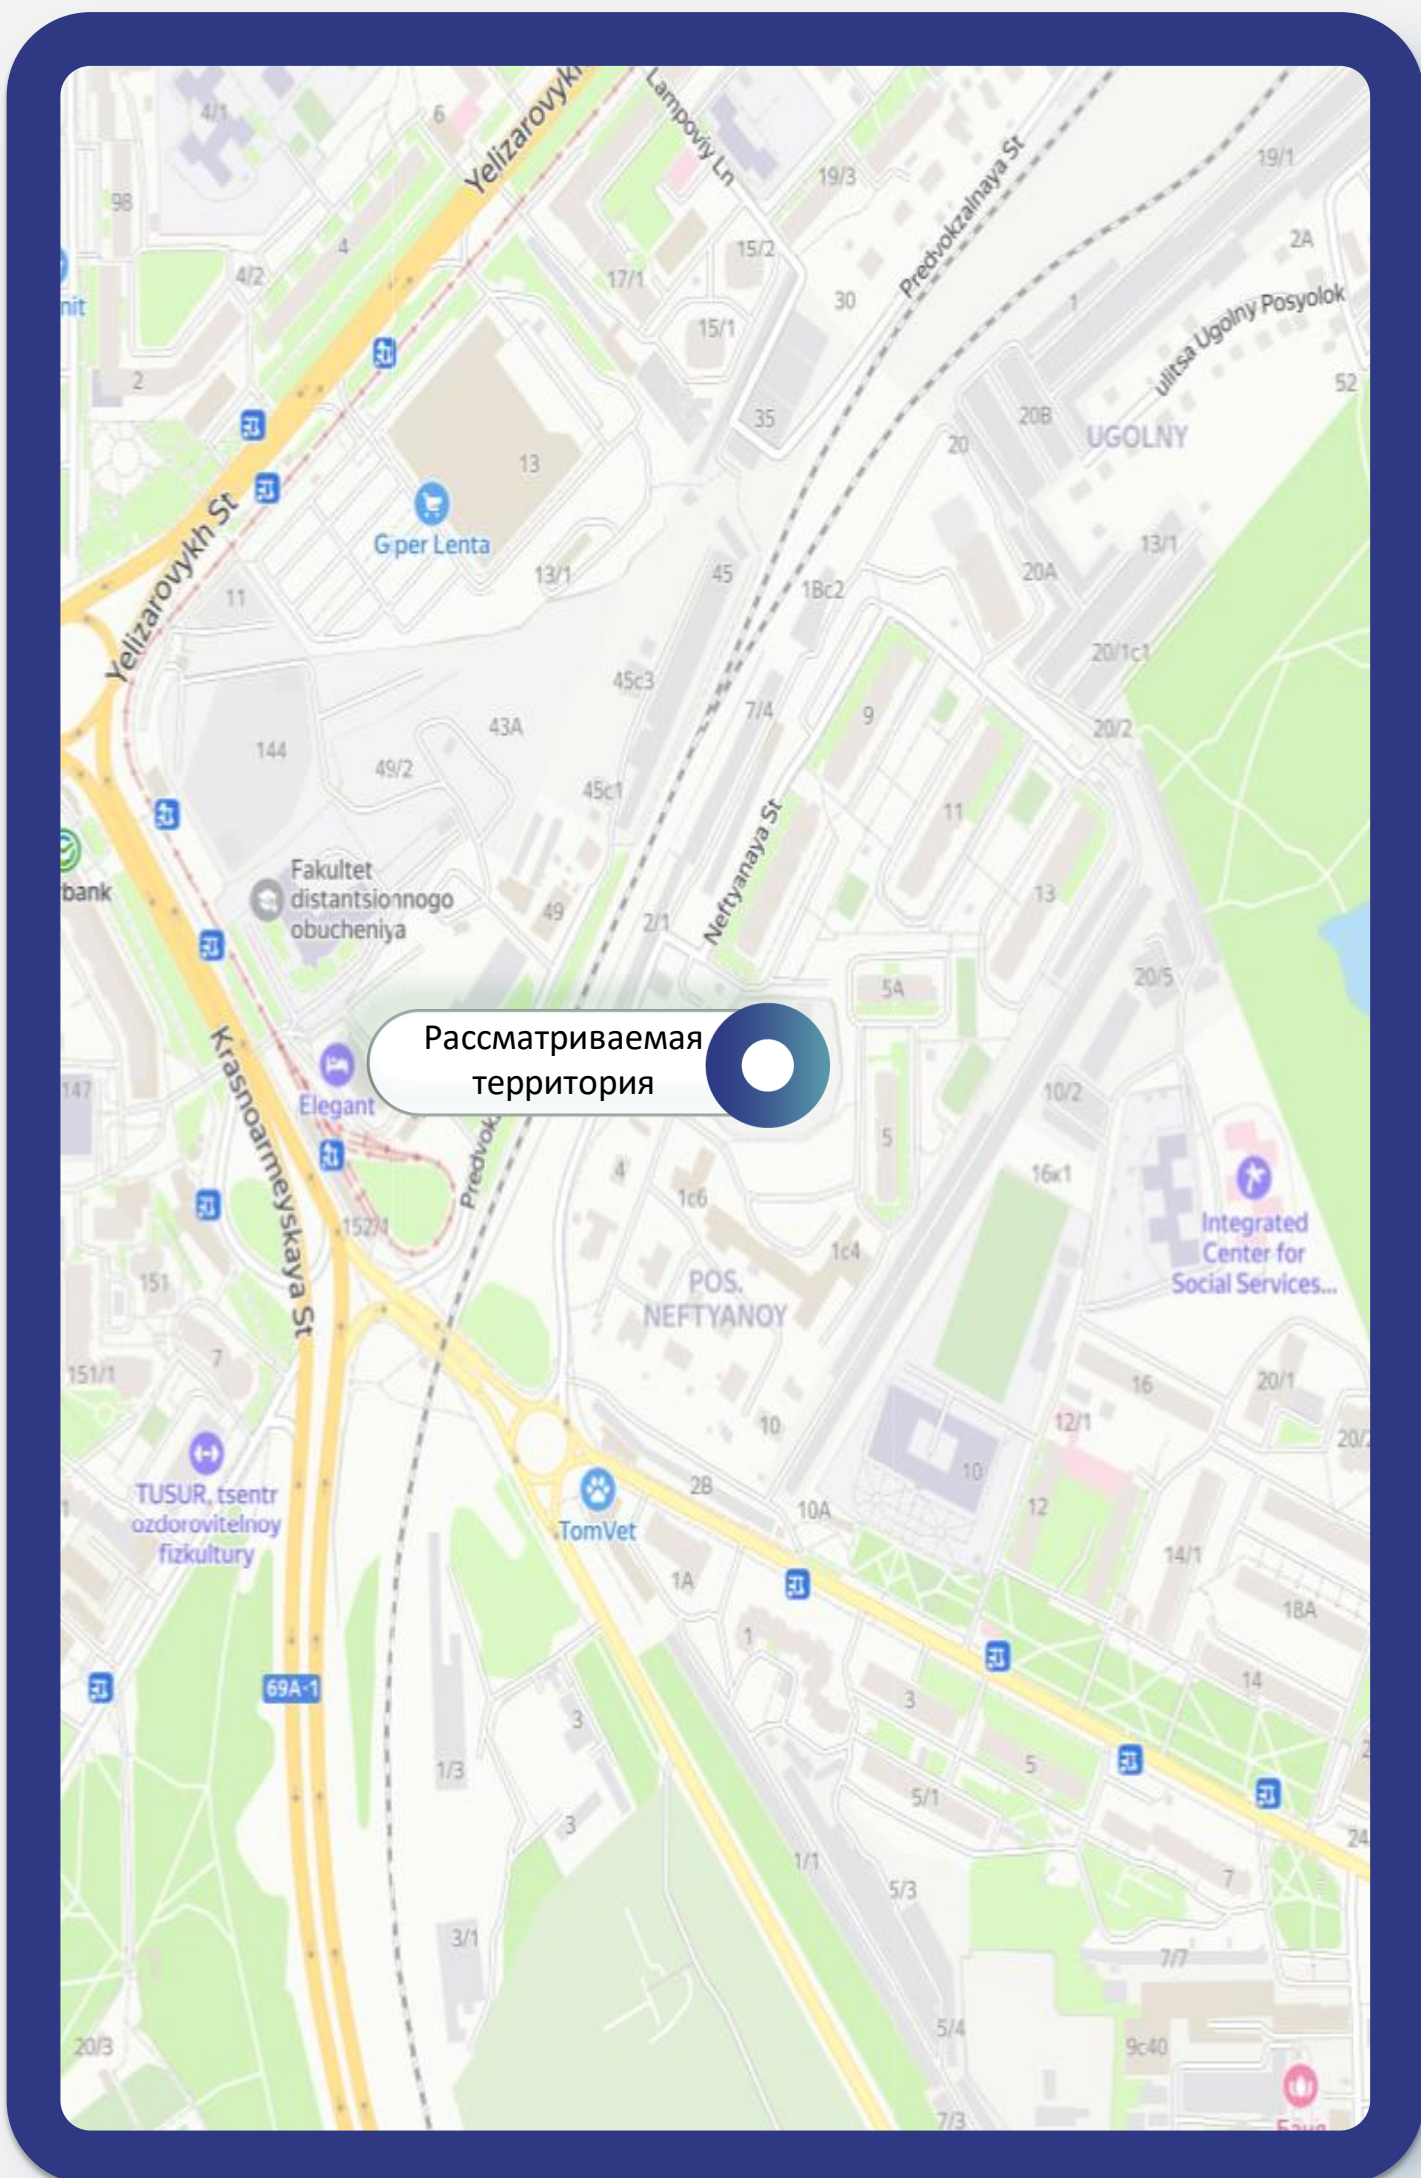 Yelizarovykh
Lampoviy Ln
Predvokzalnaya St
4/1
6
98
19/3
19/1
4
4/2
17/1
15/2
2A
nit
30
1
15/1
ulitsa Ugolny Posyolok
2
35
20B
52
UGOLNY
20
13
Giper Lenta
Yelizarovykh St
13/1
13/1
11
45
1Bc2
20A
45c3
20/1c1
7/4
9
43A
20/2
144
49/2
45c1
11
Neftyanaya St
rbank
Fakultet
distantsionnogo
obucheniya
13
49
2/1
5A
20/5
Рассматриваемая
территория
Krasnoarmeyskaya St
147
Elegant
Predvok
10/2
5
4
1c6
16к1
152/1
1c4
Integrated
Center for
Social Services...
POS.
NEFTYANOY
151
7
151/1
16
20/1
10
12/1
20/2
10
2B
10A
12
TUSUR, tsentr
ozdorovitelnoy
fizkultury
TomVet
14/1
1A
18A
1
69A-1
14
3
3
5
1/3
5/1
3
24
1/1
5/3
7
3/1
7/7
5/4
20/3
9c40
7/3
Баня